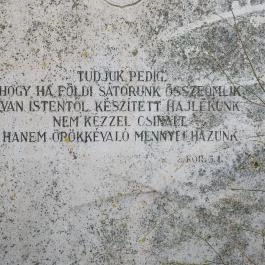 TUDJUK PEDIG,
HOGY HA FÖLDI SÁTORUNK ÖSSZEOMLIK,
VAN ISTENTŐL KÉSZÍTETT HAJLÉKUNK
NEM KÉZZEL CSINÁLT,
HANEM ÖRÖKKÉVALÓ MENNYEI HÁZUNK.
KOR. 5.1.